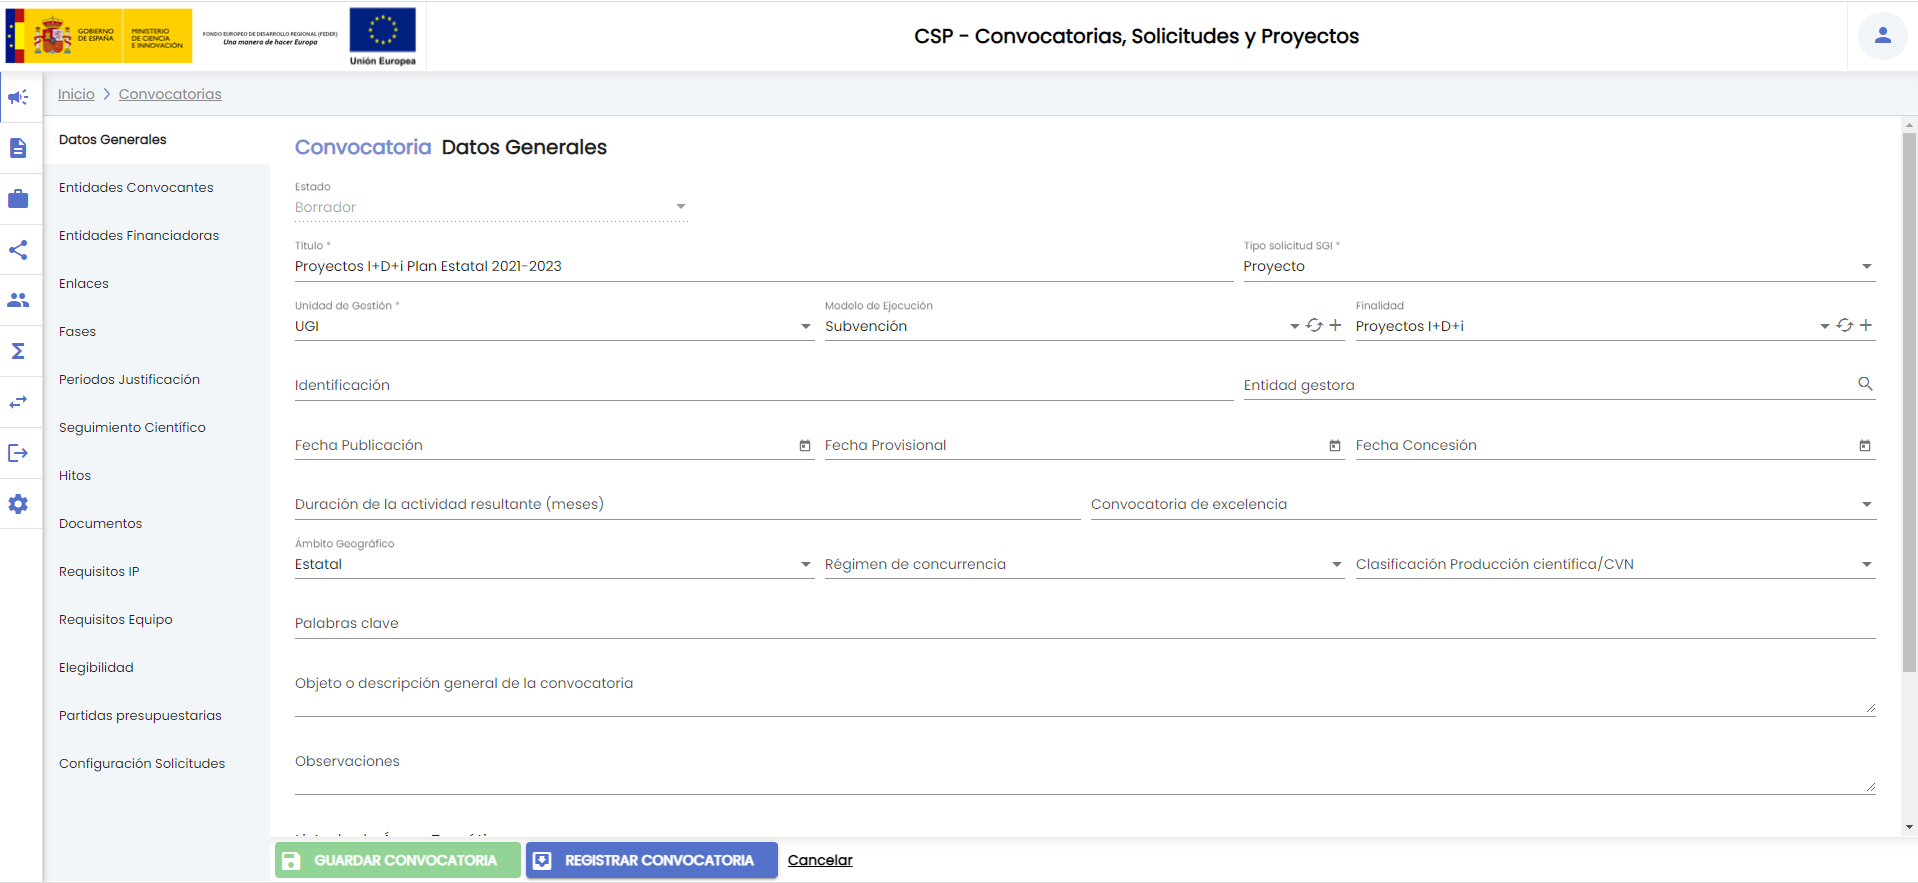 GOBIERNO
DE ESPAÑA
MINISTERIO
DE CIENCIA
E INNOVACIÓN
FONDO EUROPEO DE DESARROLLO REGIONAL (FEDER)
Una manera de hacer Europa
Unión Europea
CSP - Convocatorias, Solicitudes y Proyectos
Inicio > Convocatorias
Datos Generales
Entidades Convocantes
Entidades Financiadoras
Enlaces
Fases
Periodos Justificación
Seguimiento Científico
Hitos
Documentos
Requisitos IP
Requisitos Equipo
Elegibilidad
Partidas presupuestarias
Configuración Solicitudes
Convocatoria Datos Generales
Estado
Borrador
Título * Tipo solicitud SGI *
Proyectos I+D+i Plan Estatal 2021-2023 Proyecto
Unidad de Gestión * Modelo de Ejecución Finalidad
UGI Subvención Proyectos I+D+i
Identificación Entidad gestora
Fecha Publicación Fecha Provisional Fecha Concesión
Duración de la actividad resultante (meses) Convocatoria de excelencia
Ámbito Geográfico
Estatal Régimen de concurrencia Clasificación Producción científica/CVN
Palabras clave
Objeto o descripción general de la convocatoria
Observaciones
GUARDAR CONVOCATORIA REGISTRAR CONVOCATORIA Cancelar